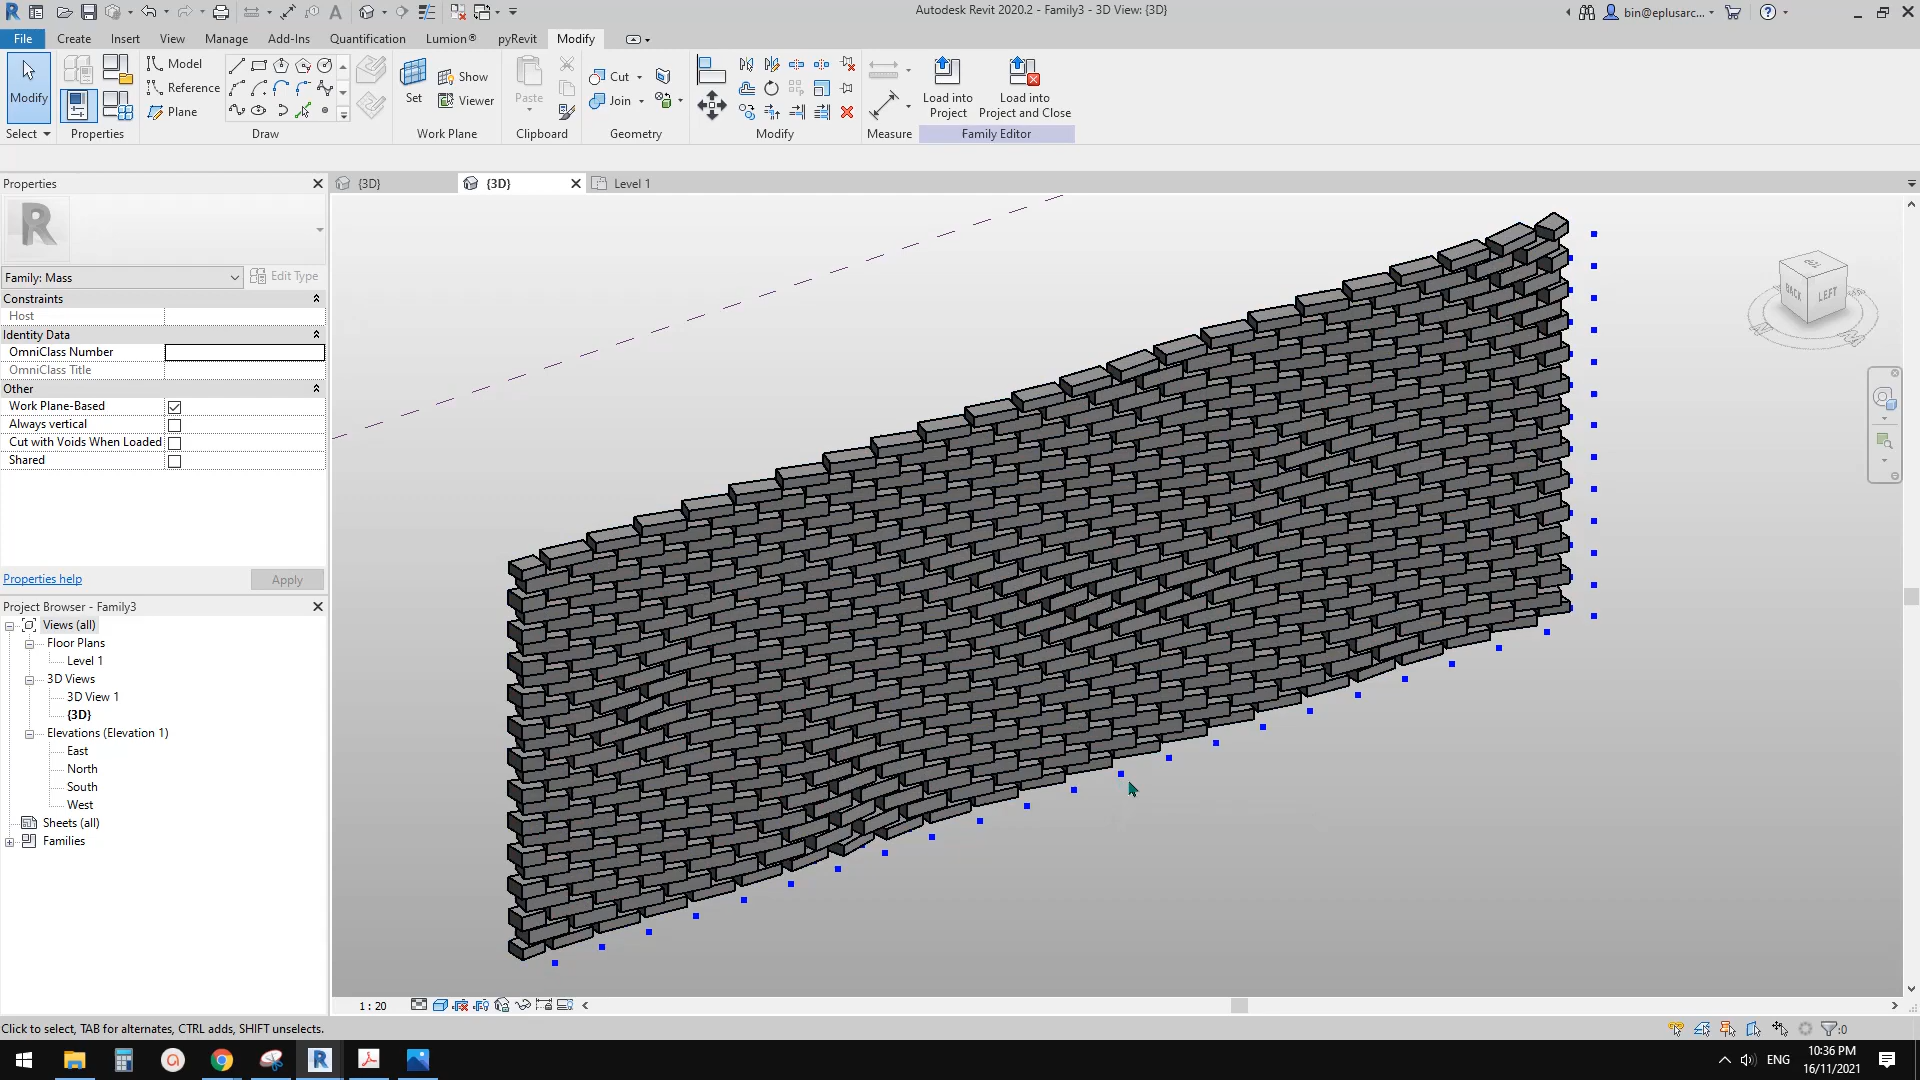 Autodesk Revit 2020.2 - Family3 - 3D View: {3D}
bin@eplusarc...
File Create Insert View Manage Add-Ins Quantification Lumion® pyRevit Modify
Modify
Model
Reference
Plane
Set
Show
Viewer
Paste
Cut
Join
Load into Project
Load into Project and Close
Select Properties Draw Work Plane Clipboard Geometry Modify Measure Family Editor
Properties
{3D} {3D} Level 1
R
Family: Mass Edit Type
Constraints
Host
Identity Data
OmniClass Number
OmniClass Title
Other
Work Plane-Based
Always vertical
Cut with Voids When Loaded
Shared
Properties help Apply
Project Browser - Family3
Views (all)
Floor Plans
Level 1
3D Views
3D View 1
{3D}
Elevations (Elevation 1)
East
North
South
West
Sheets (all)
Families
TOP
BACK
LEFT
1 : 20
Click to select, TAB for alternates, CTRL adds, SHIFT unselects.
:0
ENG
10:36 PM
16/11/2021